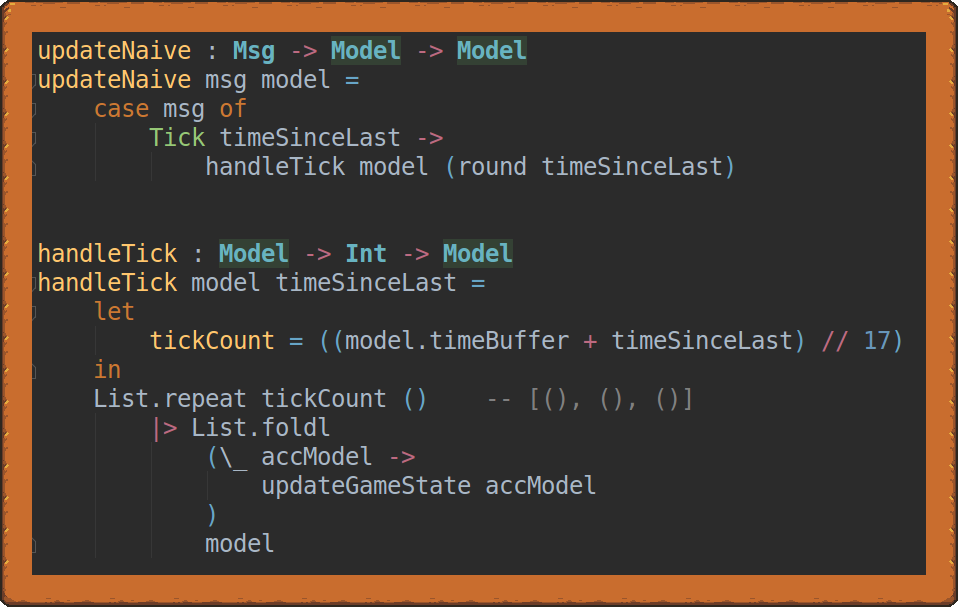 updateNaive : Msg -> Model -> Model
updateNaive msg model =
    case msg of
        Tick timeSinceLast ->
            handleTick model (round timeSinceLast)
handleTick : Model -> Int -> Model
handleTick model timeSinceLast =
    let
        tickCount = ((model.timeBuffer + timeSinceLast) // 17)
    in
    List.repeat tickCount ()    -- [(), (), ()]
        |> List.foldl
            (\_ accModel ->
                updateGameState accModel
            )
            model